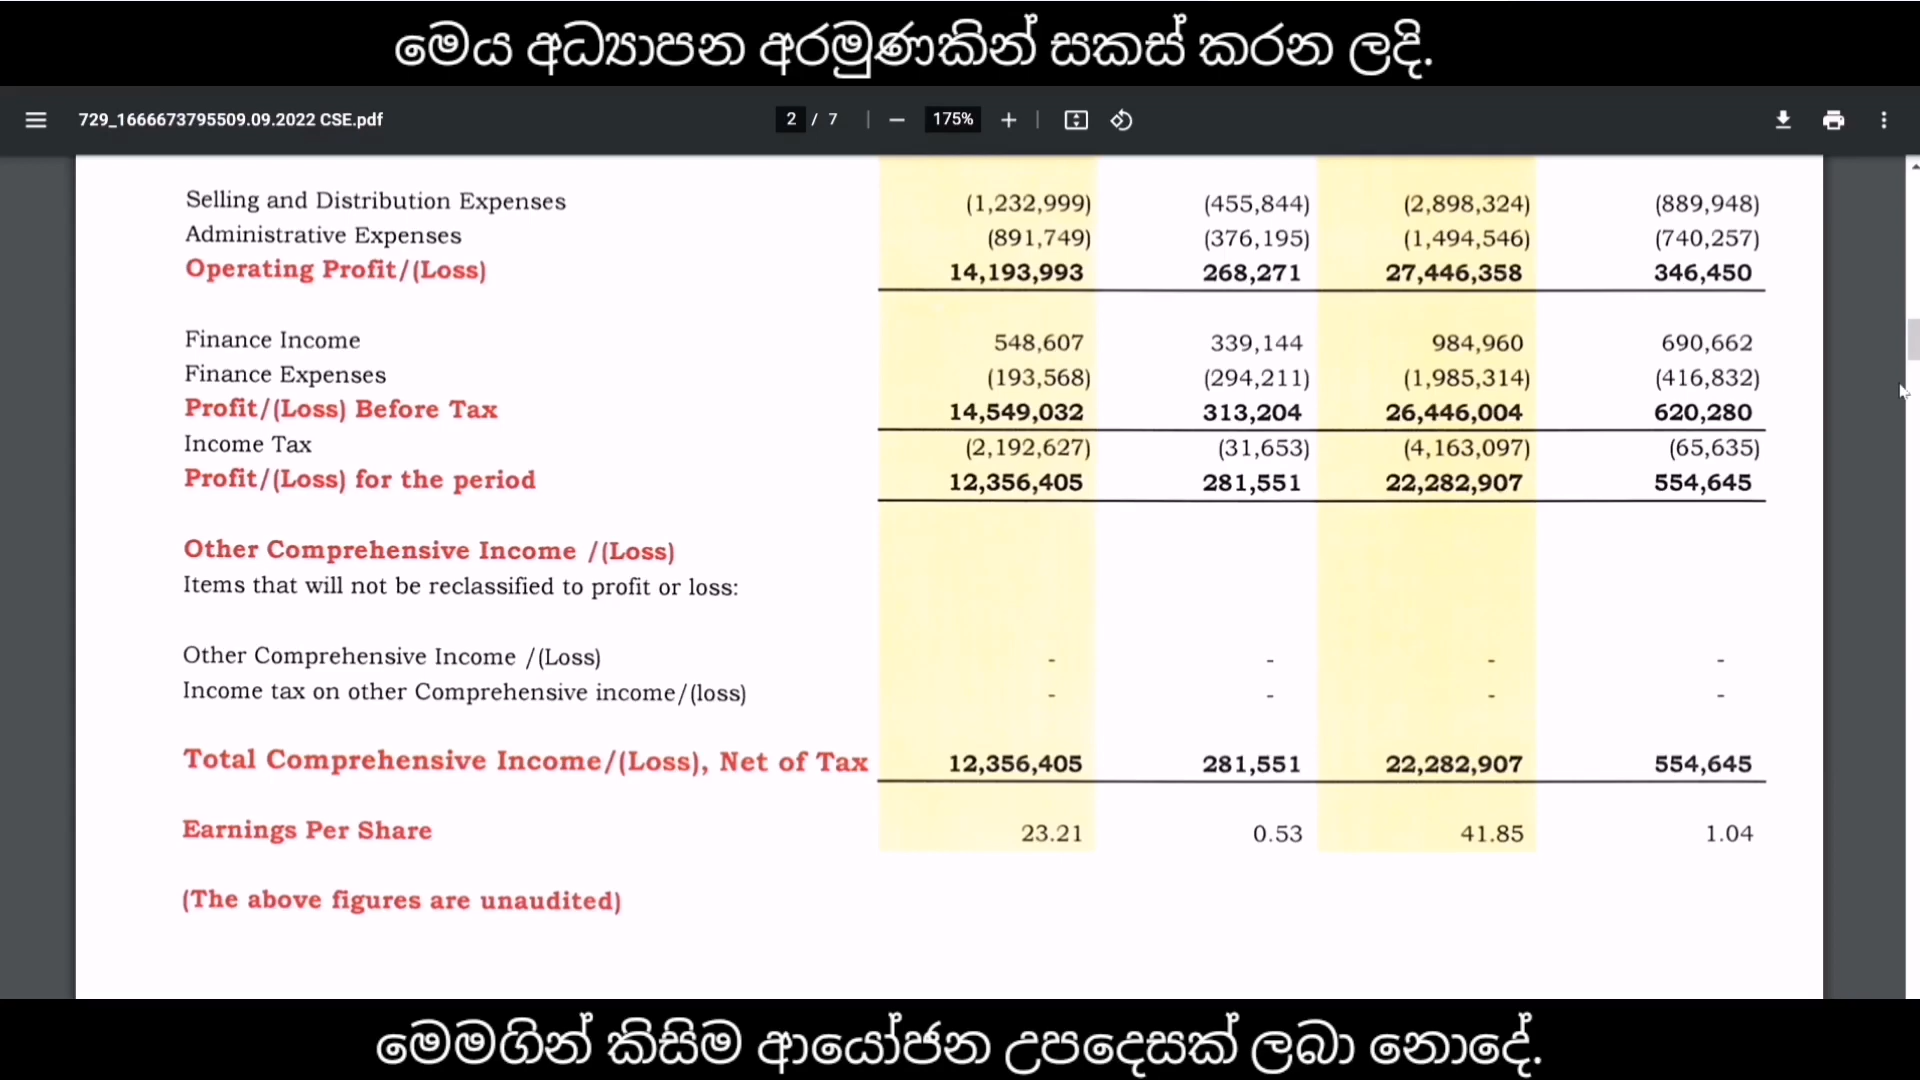 මෙය අධ්‍යාපන අරමුණකින් සකස් කරන ලදි.
729_1666673795509.09.2022 CSE.pdf 2 / 7 175%
Selling and Distribution Expenses (1,232,999) (455,844) (2,898,324) (889,948)
Administrative Expenses (891,749) (376,195) (1,494,546) (740,257)
Operating Profit/(Loss) 14,193,993 268,271 27,446,358 346,450
Finance Income 548,607 339,144 984,960 690,662
Finance Expenses (193,568) (294,211) (1,985,314) (416,832)
Profit/(Loss) Before Tax 14,549,032 313,204 26,446,004 620,280
Income Tax (2,192,627) (31,653) (4,163,097) (65,635)
Profit/(Loss) for the period 12,356,405 281,551 22,282,907 554,645
Other Comprehensive Income /(Loss)
Items that will not be reclassified to profit or loss:
Other Comprehensive Income /(Loss) - - - -
Income tax on other Comprehensive income/(loss) - - - -
Total Comprehensive Income/(Loss), Net of Tax 12,356,405 281,551 22,282,907 554,645
Earnings Per Share 23.21 0.53 41.85 1.04
(The above figures are unaudited)
මෙමගින් කිසිම ආයෝජන උපදෙසක් ලබා නොදේ.